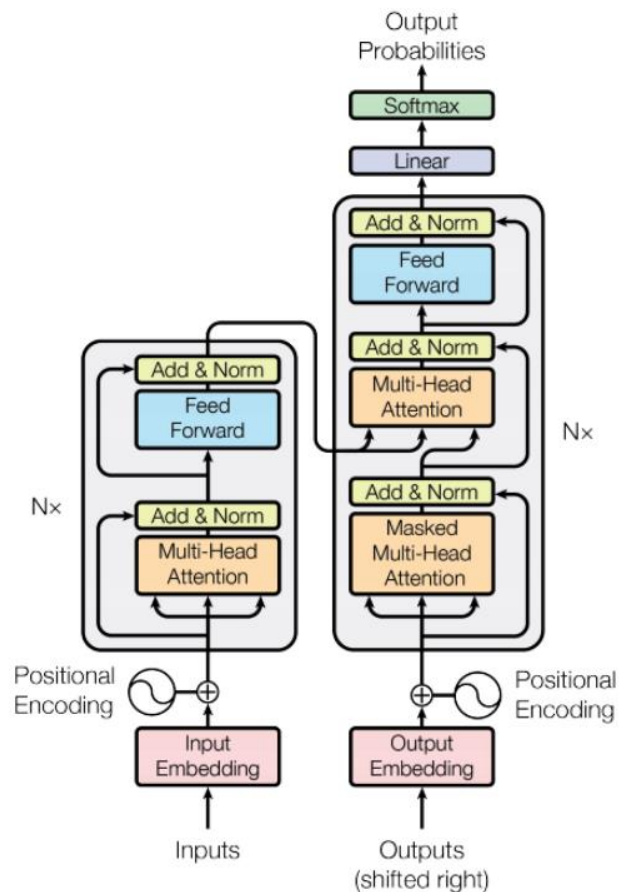 Output
Probabilities
Softmax
Linear
Add & Norm
Feed
Forward
Add & Norm
Multi-Head
Attention
Add & Norm
Masked
Multi-Head
Attention
Nx
Add & Norm
Feed
Forward
Add & Norm
Multi-Head
Attention
Nx
Positional
Encoding
Positional
Encoding
Input
Embedding
Output
Embedding
Inputs
Outputs
(shifted right)